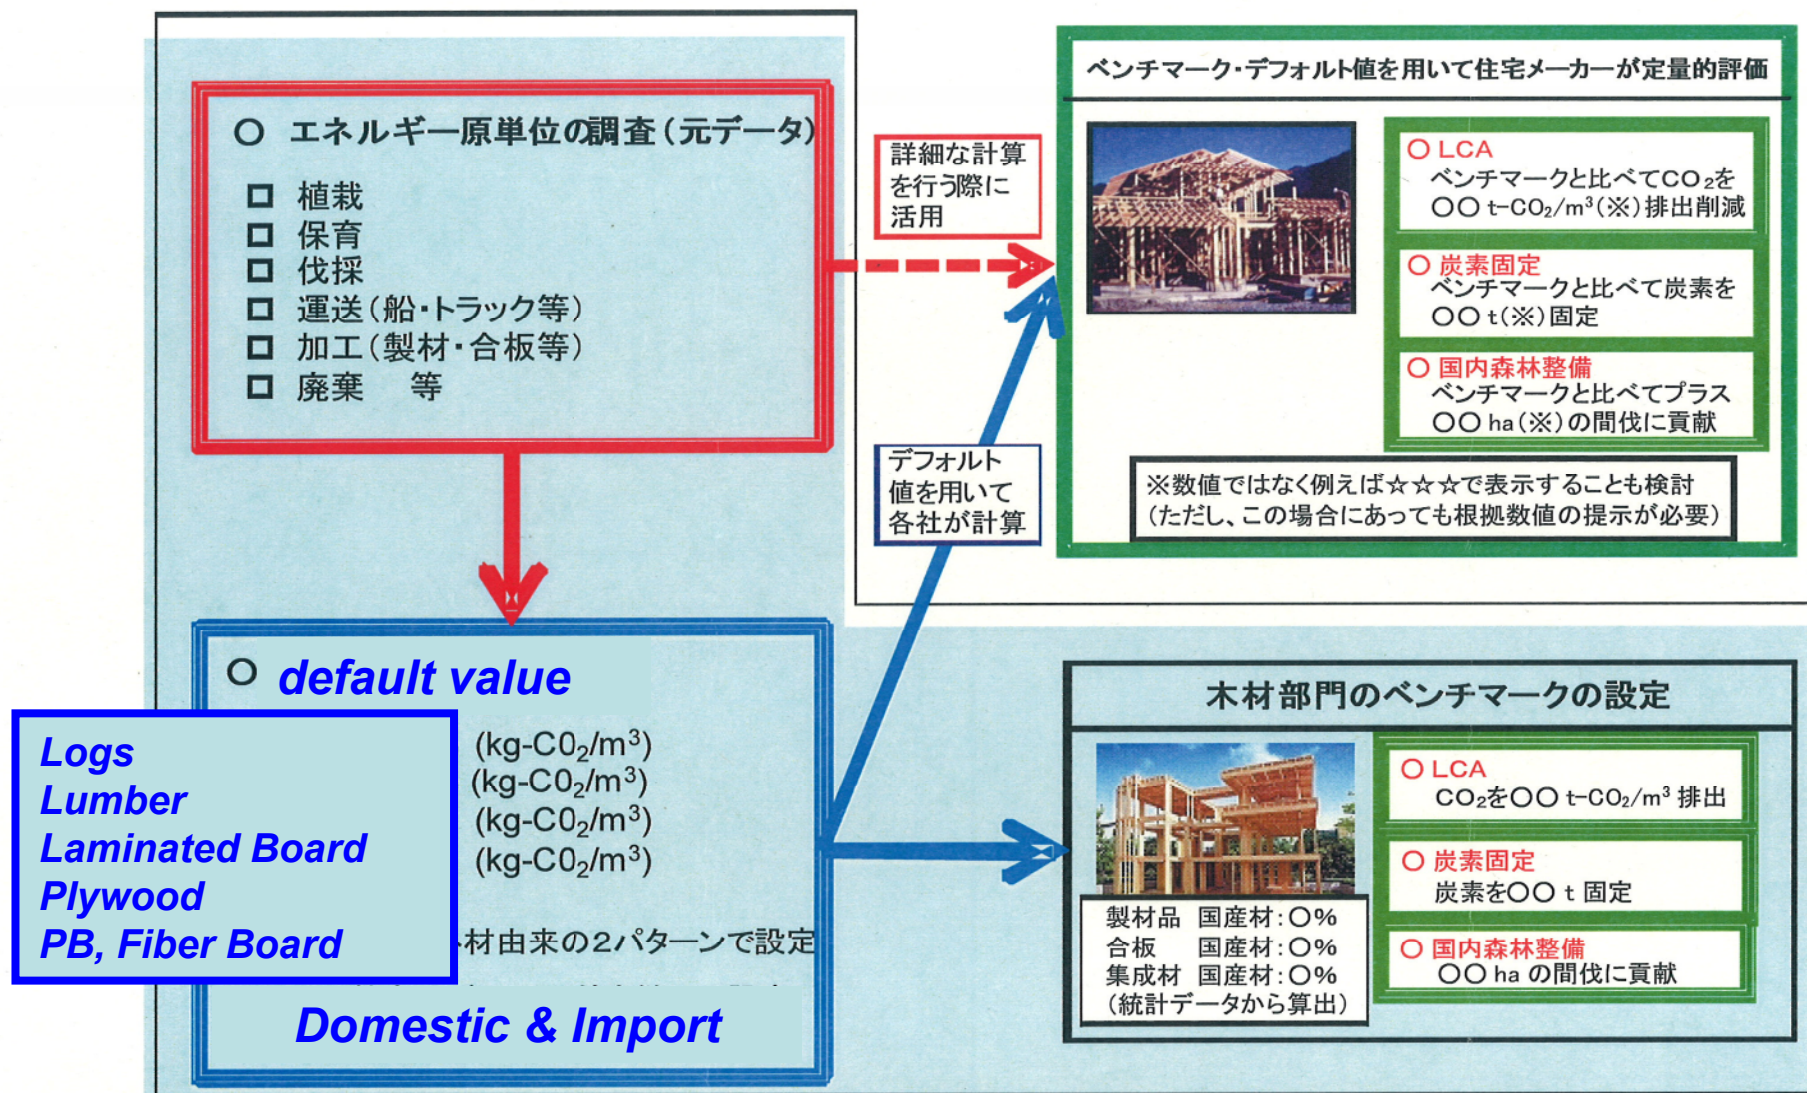 ○ エネルギー原単位の調査(元データ)
□ 植栽
□ 保育
□ 伐採
□ 運送(船・トラック等)
□ 加工(製材・合板等)
□ 廃棄 等
詳細な計算
を行う際に
活用
デフォルト
値を用いて
各社が計算
ベンチマーク・デフォルト値を用いて住宅メーカーが定量的評価
○ LCA
ベンチマークと比べてCO₂を
○○ t-CO₂/m³(※)排出削減
○ 炭素固定
ベンチマークと比べて炭素を
○○ t(※)固定
○ 国内森林整備
ベンチマークと比べてプラス
○○ ha(※)の間伐に貢献
※数値ではなく例えば☆☆☆で表示することも検討
(ただし、この場合にあっても根拠数値の提示が必要)
○ default value
(kg-C0₂/m³)
(kg-C0₂/m³)
(kg-C0₂/m³)
(kg-C0₂/m³)
Logs
Lumber
Laminated Board
Plywood
PB, Fiber Board
材由来の2パターンで設定
Domestic & Import
木材部門のベンチマークの設定
製材品 国産材:○%
合板 国産材:○%
集成材 国産材:○%
(統計データから算出)
○ LCA
CO₂を○○ t-CO₂/m³ 排出
○ 炭素固定
炭素を○○ t 固定
○ 国内森林整備
○○ ha の間伐に貢献